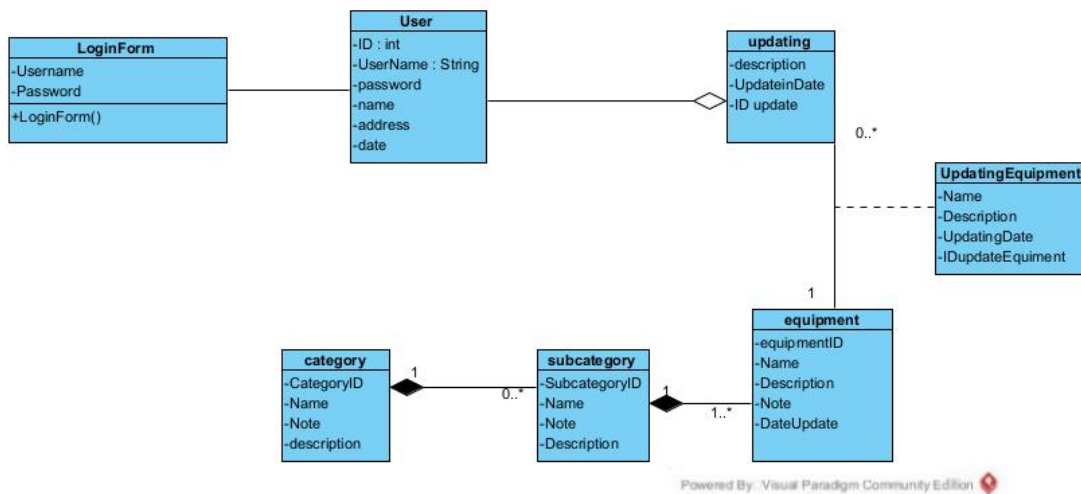 LoginForm
-Username
-Password
+LoginForm()
User
-ID : int
-UserName : String
-password
-name
-address
-date
updating
-description
-UpdateinDate
-ID update
0..*
UpdatingEquipment
-Name
-Description
-UpdatingDate
-IDupdateEquiment
1
equipment
-equipmentID
-Name
-Description
-Note
-DateUpdate
category
-CategoryID
-Name
-Note
-description
1
0..*
subcategory
-SubcategoryID
-Name
-Note
-Description
1
1..*
Powered By: Visual Paradigm Community Edition